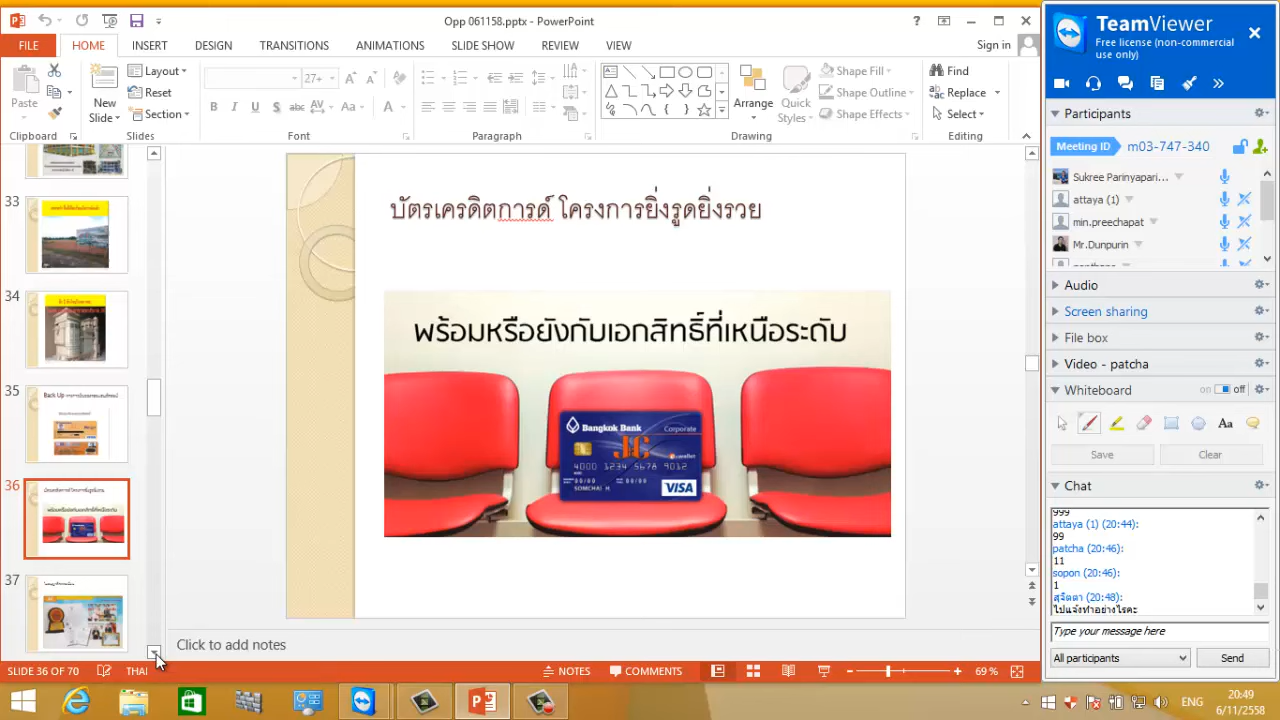 Opp 061158.pptx - PowerPoint
FILE HOME INSERT DESIGN TRANSITIONS ANIMATIONS SLIDE SHOW REVIEW VIEW Sign in
Paste
Clipboard
New
Slide
Layout
Reset
Section
Slides
27+
Font
Paragraph
Arrange
Quick
Styles
Shape Fill
Shape Outline
Shape Effects
Drawing
Find
Replace
Select
Editing
33
34
35
36
37
บัตรเครดิตการด์ โครงการยิ่งรูดยิ่งรวย
พร้อมหรือยังกับเอกสิทธิ์ที่เหนือระดับ
Bangkok Bank
Corporate
JC
4000 1234 5678 9012
00/00 00/00
SOMCHAI H.
VISA
Click to add notes
SLIDE 36 OF 70 THAI NOTES COMMENTS 69 %
TeamViewer
Free license (non-commercial
use only)
Participants
Meeting ID m03-747-340
Sukree Parinyapari...
attaya (1)
min.preechapat
Mr.Dunpurin
Audio
Screen sharing
File box
Video - patcha
Whiteboard on off
Aa
Save Clear
Chat
999
attaya (1) (20:44):
99
patcha (20:46):
11
sopon (20:46):
1
สุจิตตา (20:48):
ไปแจ้งทำอย่างไรคะ
Type your message here
All participants Send
ENG
20:49
6/11/2558